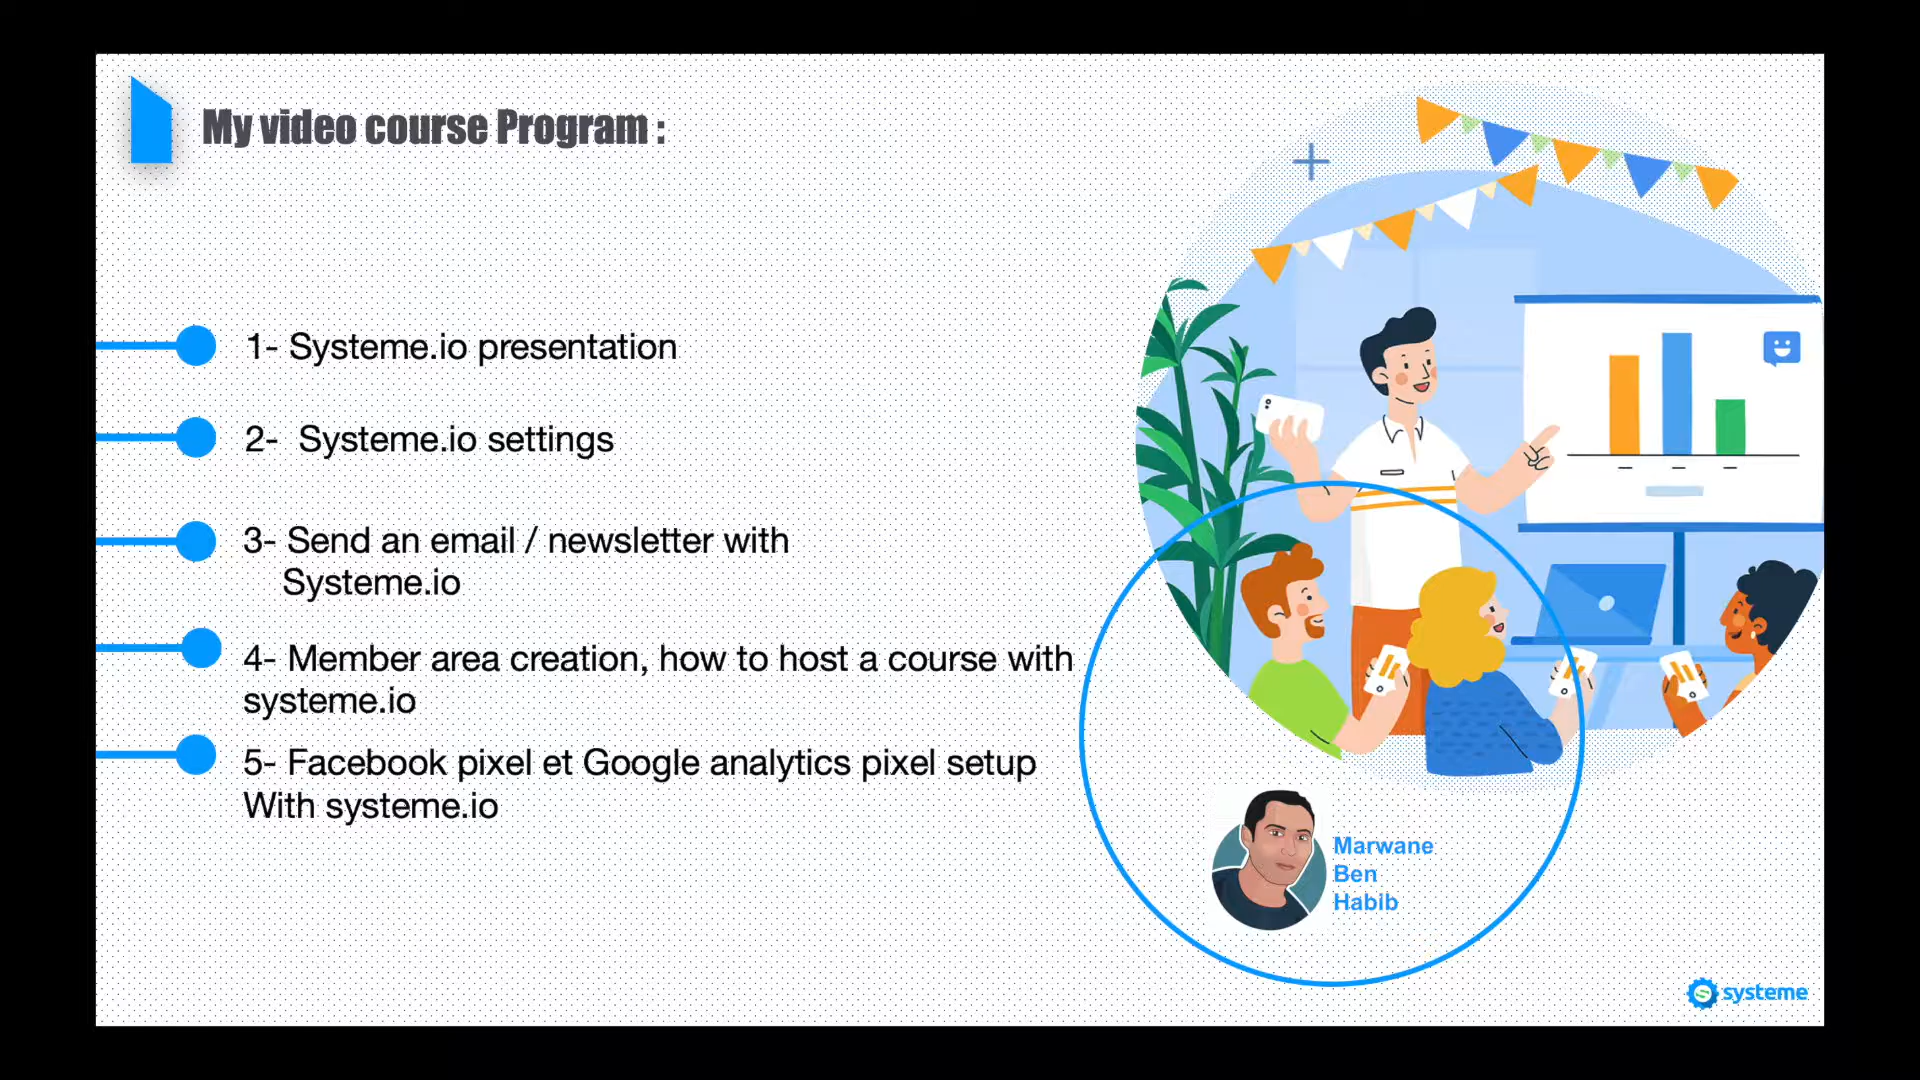 My video course Program :
1- Systeme.io presentation
2- Systeme.io settings
3- Send an email / newsletter with
Systeme.io
4- Member area creation, how to host a course with
systeme.io
5- Facebook pixel et Google analytics pixel setup
With systeme.io
Marwane
Ben
Habib
systeme